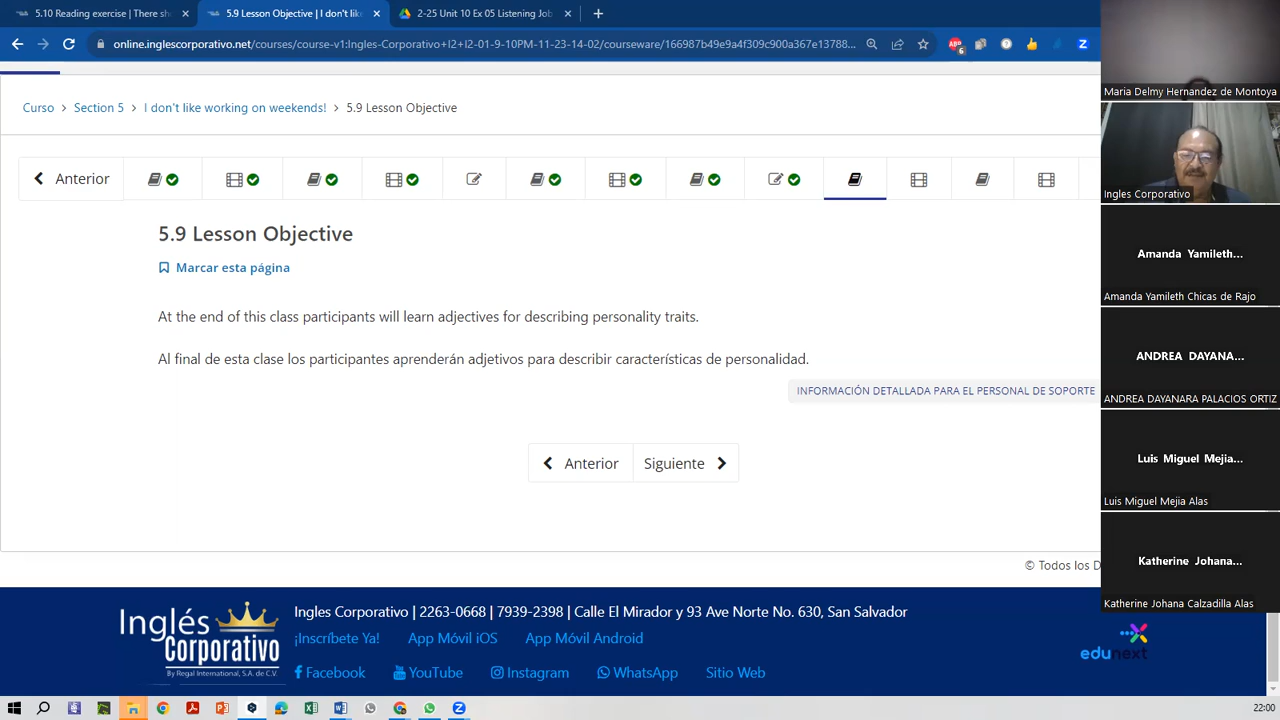 5.10 Reading exercise | There sh
5.9 Lesson Objective | I don't lik
2-25 Unit 10 Ex 05 Listening Job
online.inglescorporativo.net/courses/course-v1:Ingles-Corporativo+I2+I2-01-9-10PM-11-23-14-02/courseware/166987b49e9a4f309c900a367e13788...
ABP
6
Z
Curso > Section 5 > I don't like working on weekends! > 5.9 Lesson Objective
Anterior
5.9 Lesson Objective
Marcar esta página
At the end of this class participants will learn adjectives for describing personality traits.
Al final de esta clase los participantes aprenderán adjetivos para describir características de personalidad.
INFORMACIÓN DETALLADA PARA EL PERSONAL DE SOPORTE
Anterior Siguiente
© Todos los D
Inglés Corporativo
By Regal International, S.A. de C.V.
Ingles Corporativo | 2263-0668 | 7939-2398 | Calle El Mirador y 93 Ave Norte No. 630, San Salvador
¡Inscríbete Ya! App Móvil iOS App Móvil Android
Facebook YouTube Instagram WhatsApp Sitio Web
edunext
Maria Delmy Hernandez de Montoya
Ingles Corporativo
Amanda Yamileth...
Amanda Yamileth Chicas de Rajo
ANDREA DAYANA...
ANDREA DAYANARA PALACIOS ORTIZ
Luis Miguel Mejia...
Luis Miguel Mejia Alas
Katherine Johana...
Katherine Johana Calzadilla Alas
22:00